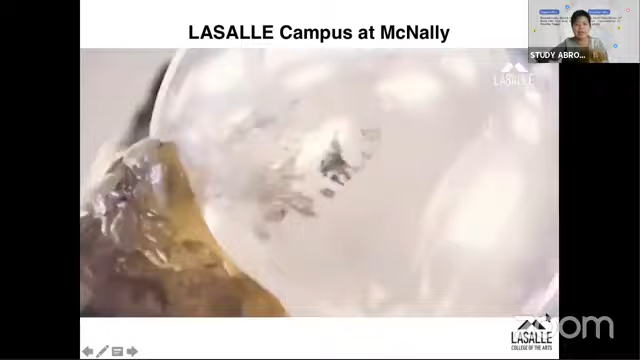 LASALLE Campus at McNally
LASALLE
STUDY ABRO...
zoom
LASALLE
COLLEGE OF THE ARTS